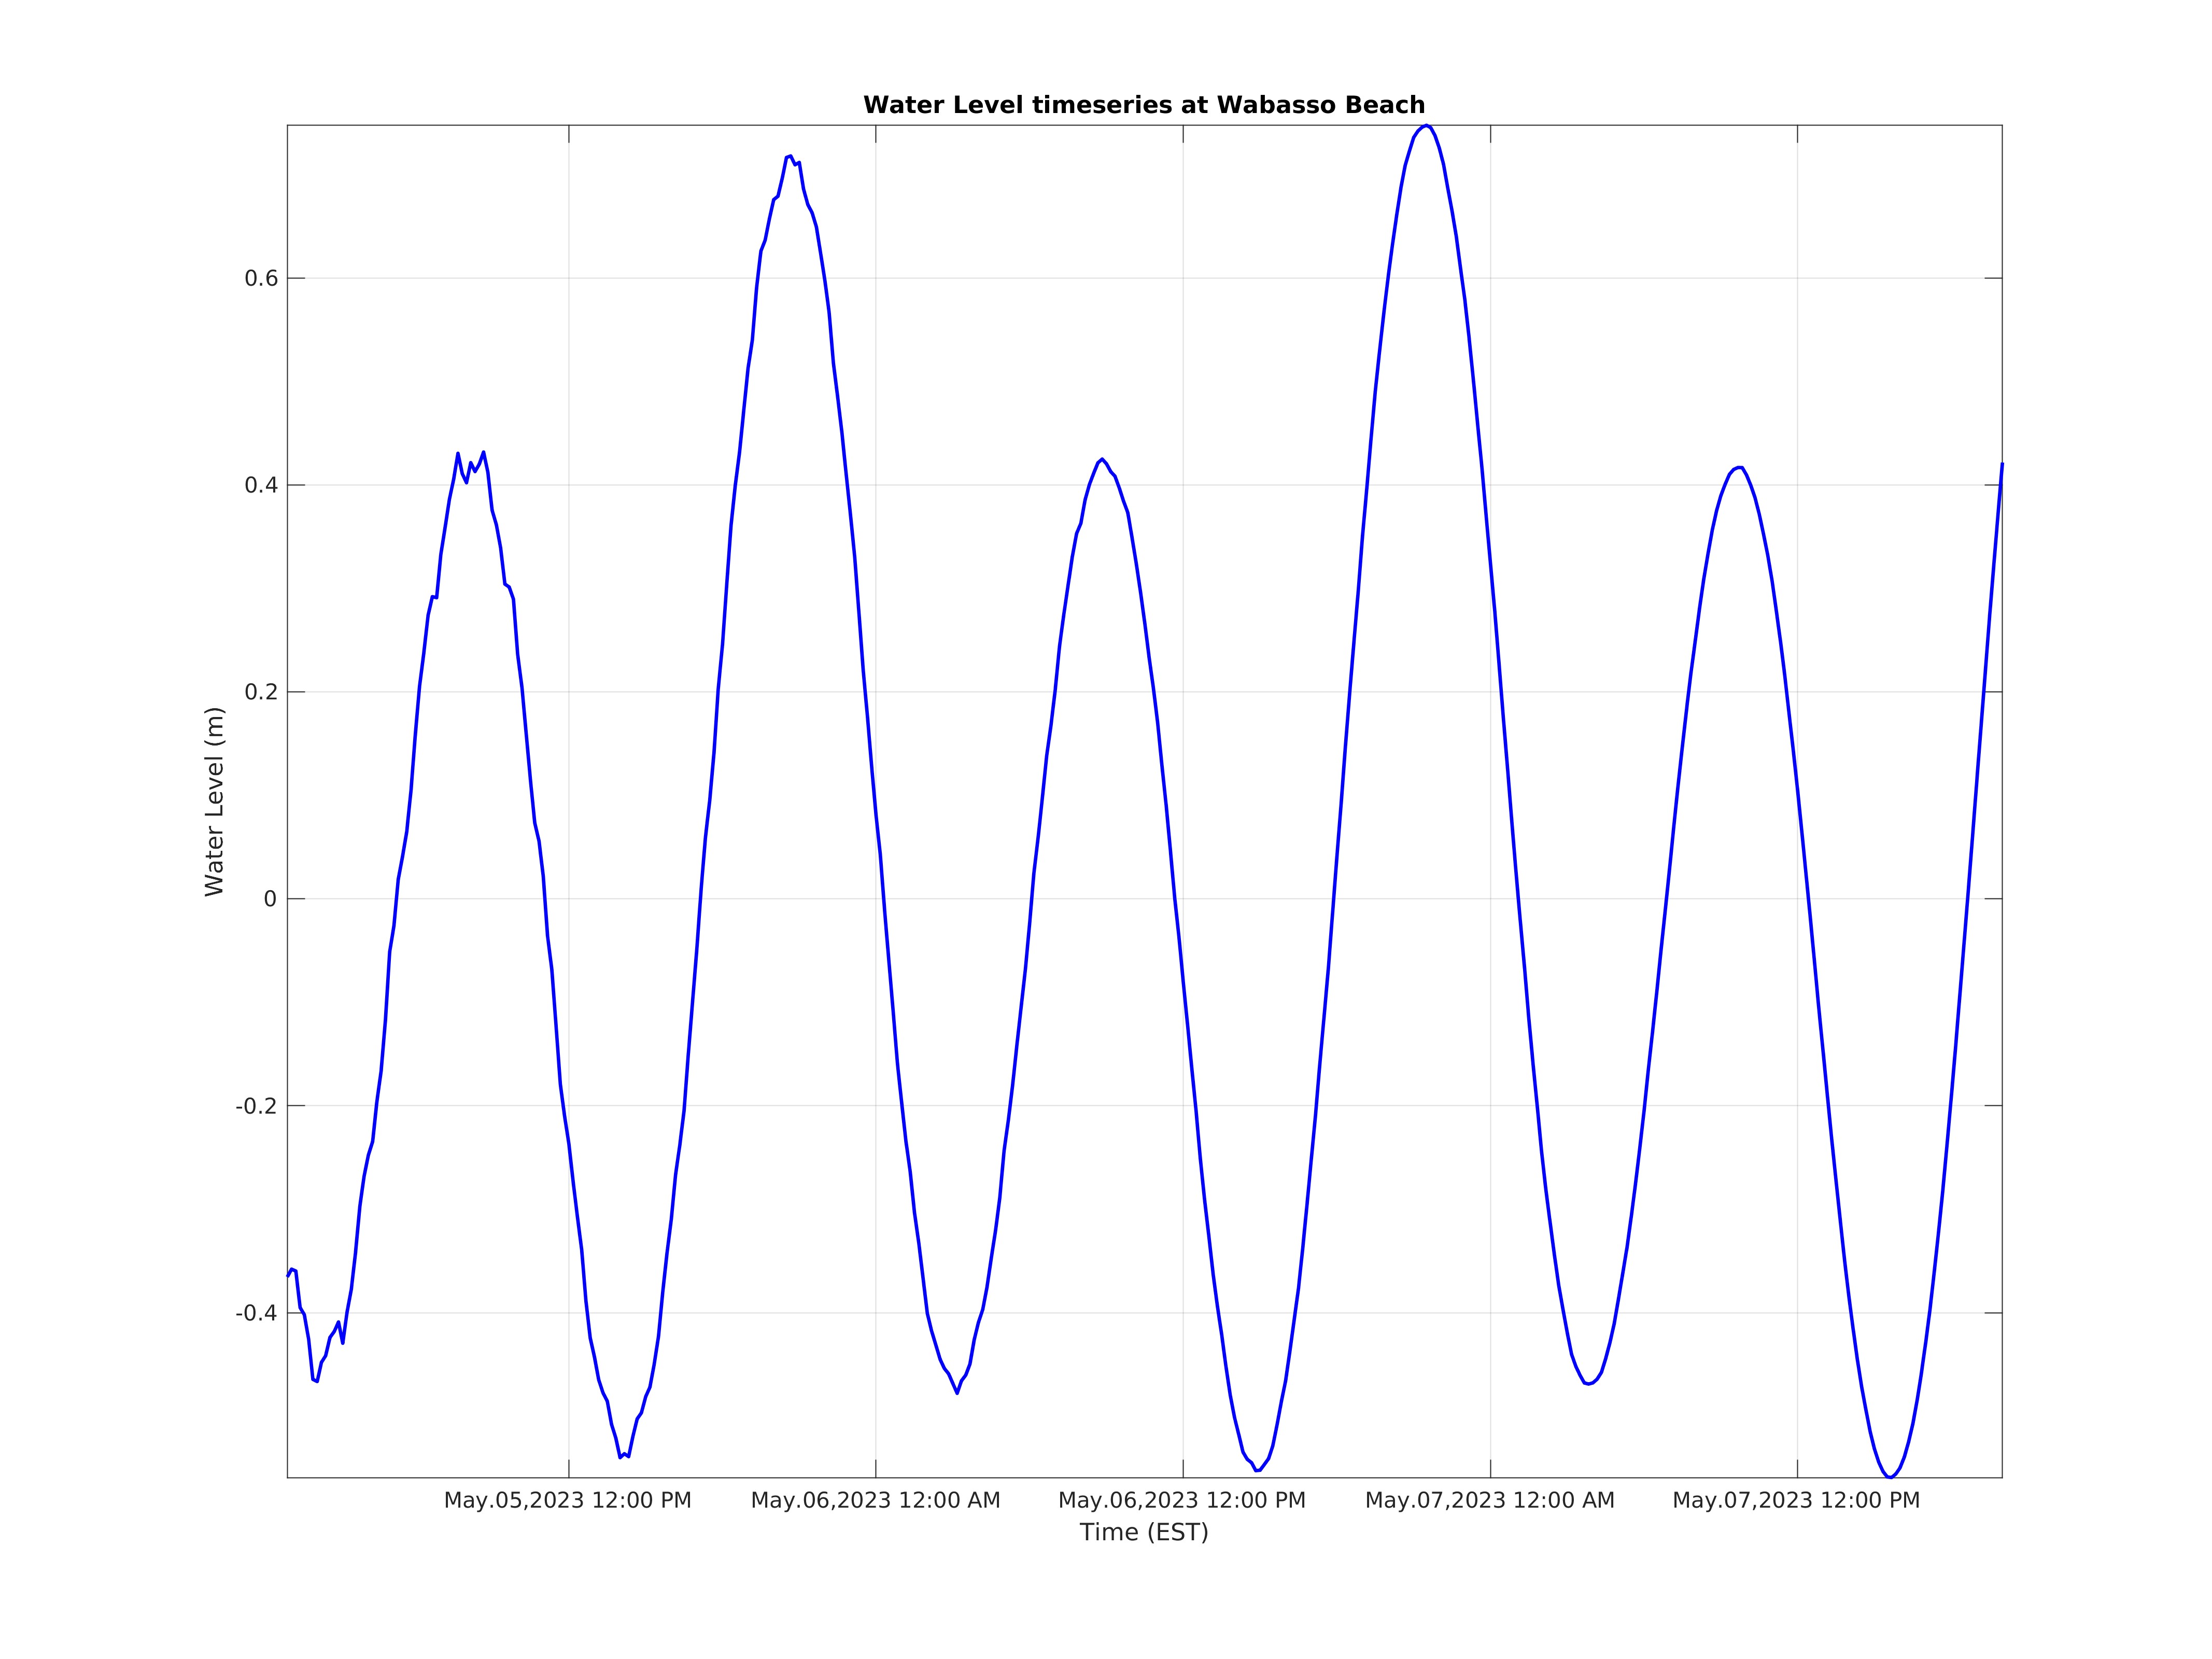 Water Level timeseries at Wabasso Beach
0.6
0.4
0.2
0
-0.2
-0.4
Water Level (m)
May.05,2023 12:00 PM
May.06,2023 12:00 AM
May.06,2023 12:00 PM
May.07,2023 12:00 AM
May.07,2023 12:00 PM
Time (EST)